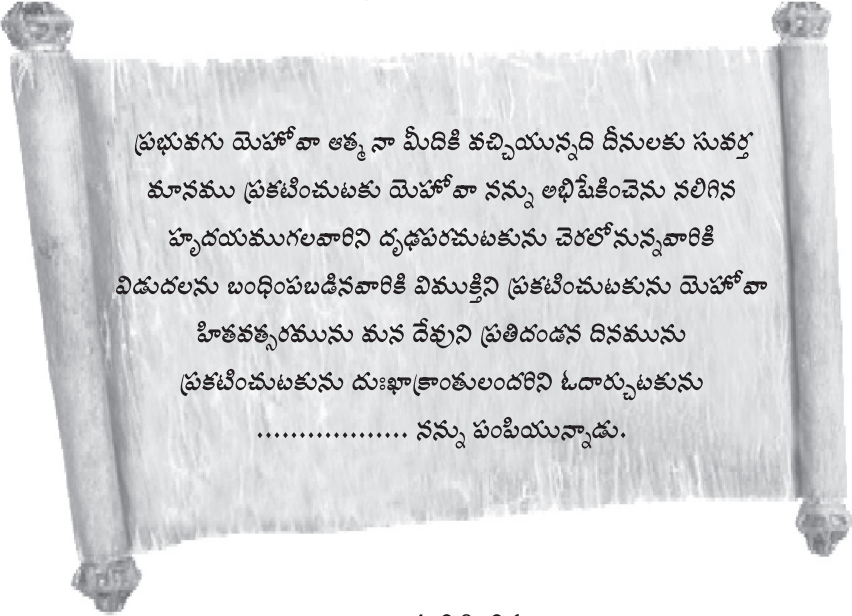 ప్రభువగు యెహోవా ఆత్మ నా మీదికి వచ్చియున్నది దీనులకు సువర్త
మానము ప్రకటించుటకు యెహోవా నన్ను అభిషేకించెను నలిగిన
హృదయముగలవారిని దృఢపరచుటకును చెరలోనున్నవారికి
విడుదలను బంధింపబడినవారికి విముక్తిని ప్రకటించుటకును యెహోవా
హితవత్సరమును మన దేవుని ప్రతిదండన దినమును
ప్రకటించుటకును దుఃఖాక్రాంతులందరిని ఓదార్చుటకును
.................. నన్ను పంపియున్నాడు.